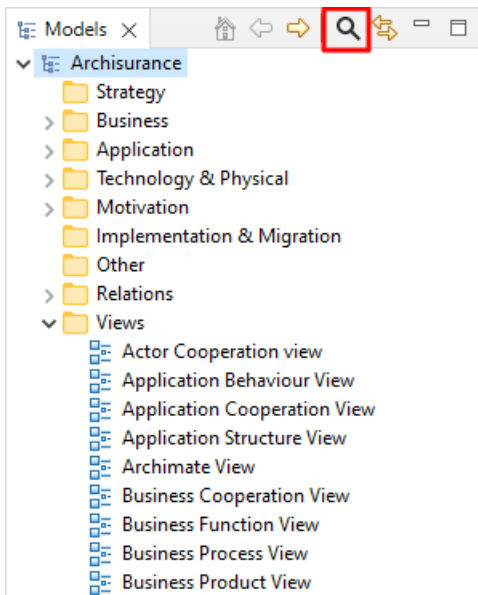 Models
Archisurance
Strategy
Business
Application
Technology & Physical
Motivation
Implementation & Migration
Other
Relations
Views
Actor Cooperation view
Application Behaviour View
Application Cooperation View
Application Structure View
Archimate View
Business Cooperation View
Business Function View
Business Process View
Business Product View